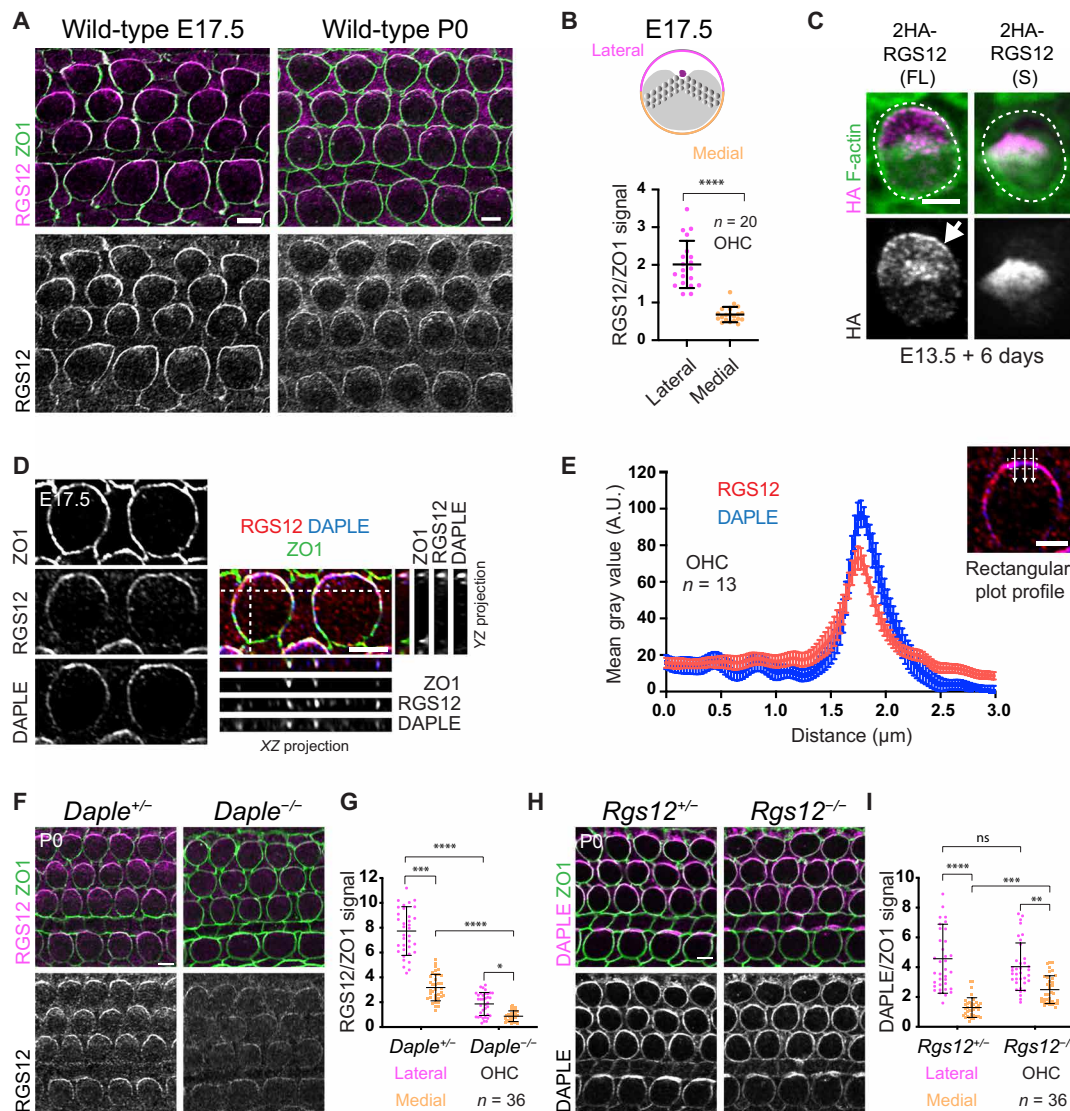 A
Wild-type E17.5
Wild-type P0
RGS12 ZO1
RGS12
B
E17.5
Lateral
Medial
RGS12/ZO1 signal
4
3
2
1
0
****
n = 20
OHC
Lateral
Medial
C
2HA-
RGS12
(FL)
2HA-
RGS12
(S)
HA F-actin
HA
E13.5 + 6 days
D
E17.5
ZO1
RGS12
DAPLE
RGS12 DAPLE
ZO1
ZO1
RGS12
DAPLE
YZ projection
ZO1
RGS12
DAPLE
XZ projection
E
Mean gray value (A.U.)
120
100
80
60
40
20
0
RGS12
DAPLE
OHC
n = 13
0.0
0.5
1.0
1.5
2.0
2.5
3.0
Distance (µm)
Rectangular
plot profile
F
Daple+/−
Daple−/−
P0
RGS12 ZO1
RGS12
G
RGS12/ZO1 signal
12
10
8
6
4
2
0
****
***
****
*
Daple+/−
Daple−/−
Lateral
OHC
Medial
n = 36
H
Rgs12+/−
Rgs12−/−
P0
DAPLE ZO1
DAPLE
I
DAPLE/ZO1 signal
10
8
6
4
2
0
ns
****
***
**
Rgs12+/−
Rgs12−/−
Lateral
OHC
Medial
n = 36